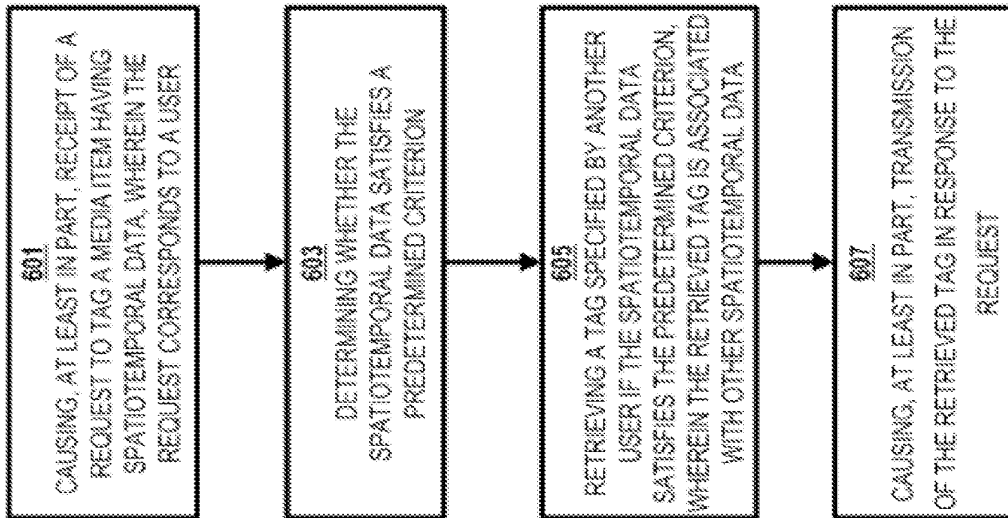 601
CAUSING, AT LEAST IN PART, RECEIPT OF A
REQUEST TO TAG A MEDIA ITEM HAVING
SPATIOTEMPORAL DATA, WHEREIN THE
REQUEST CORRESPONDS TO A USER
603
DETERMINING WHETHER THE
SPATIOTEMPORAL DATA SATISFIES A
PREDETERMINED CRITERION
605
RETRIEVING A TAG SPECIFIED BY ANOTHER
USER IF THE SPATIOTEMPORAL DATA
SATISFIES THE PREDETERMINED CRITERION,
WHEREIN THE RETRIEVED TAG IS ASSOCIATED
WITH OTHER SPATIOTEMPORAL DATA
607
CAUSING, AT LEAST IN PART, TRANSMISSION
OF THE RETRIEVED TAG IN RESPONSE TO THE
REQUEST